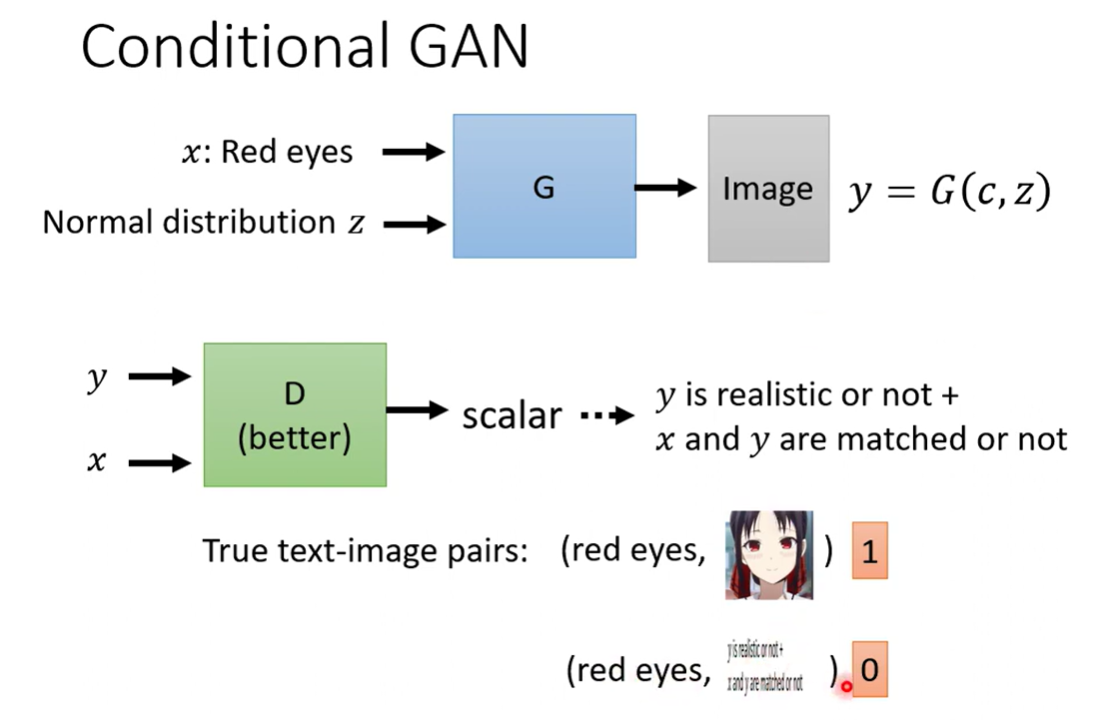 Conditional GAN
x: Red eyes
G
Image
y = G(c, z)
Normal distribution z
y
D
(better)
scalar
y is realistic or not +
x and y are matched or not
x
True text-image pairs: (red eyes, ) 1
(red eyes, y is realistic or not +
x and y are matched or not ) 0